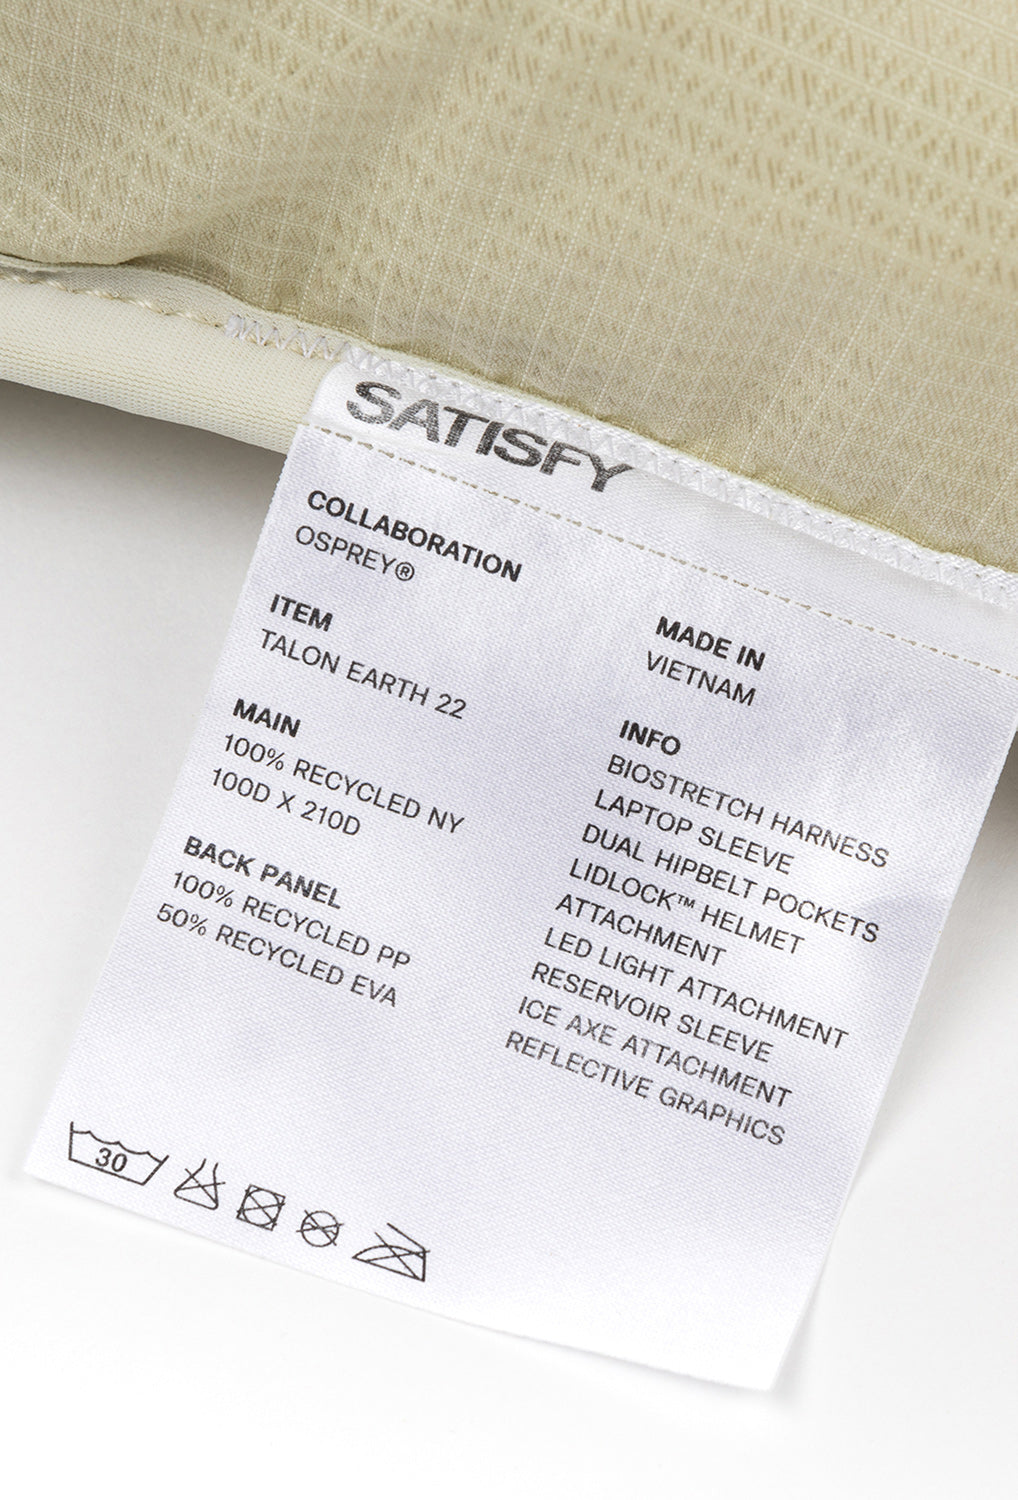 SATISFY
COLLABORATION
OSPREY®
ITEM
TALON EARTH 22
MAIN
100% RECYCLED NY
100D X 210D
BACK PANEL
100% RECYCLED PP
50% RECYCLED EVA
MADE IN
VIETNAM
INFO
BIOSTRETCH HARNESS
LAPTOP SLEEVE
DUAL HIPBELT POCKETS
LIDLOCK™ HELMET
ATTACHMENT
LED LIGHT ATTACHMENT
RESERVOIR SLEEVE
ICE AXE ATTACHMENT
REFLECTIVE GRAPHICS
30